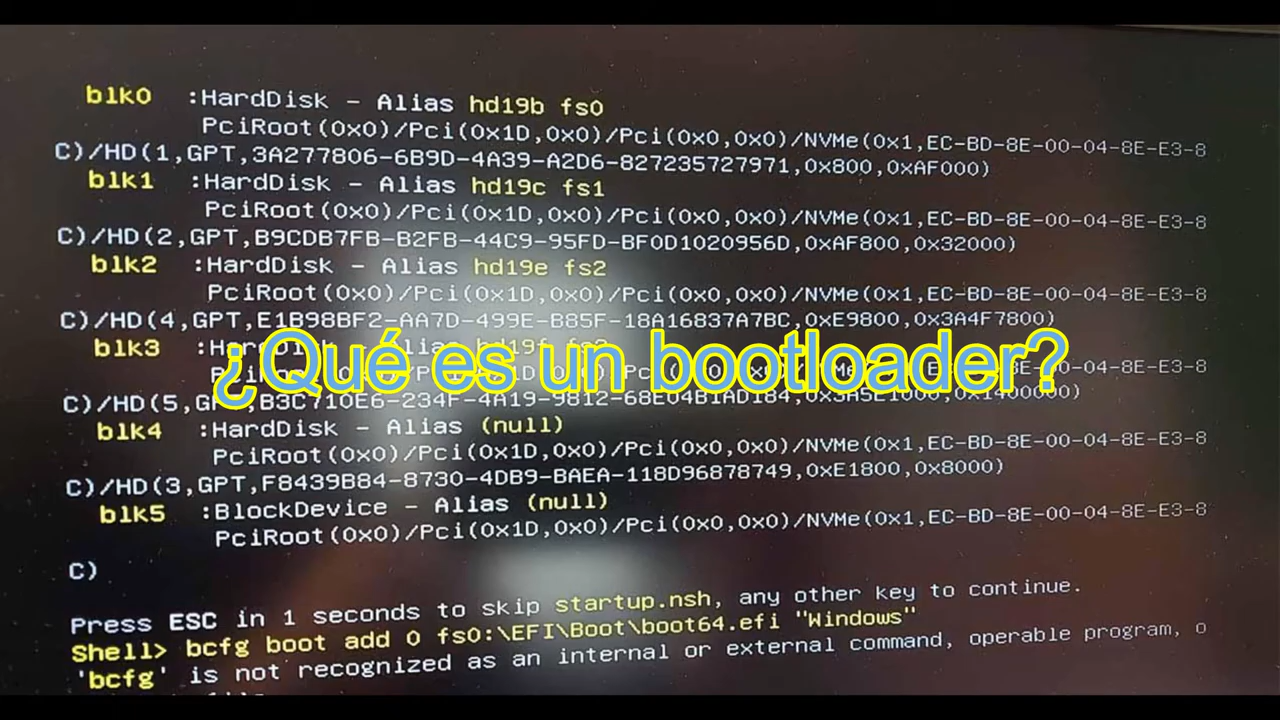 blk0 :HardDisk - Alias hd19b fs0
PciRoot(0x0)/Pci(0x1D,0x0)/Pci(0x0,0x0)/NVMe(0x1,EC-BD-8E-00-04-8E-E3-8
C)/HD(1,GPT,3A277806-6B9D-4A39-A2D6-827235727971,0x800,0xAF000)
blk1 :HardDisk - Alias hd19c fs1
PciRoot(0x0)/Pci(0x1D,0x0)/Pci(0x0,0x0)/NVMe(0x1,EC-BD-8E-00-04-8E-E3-8
C)/HD(2,GPT,B9CDB7FB-B2FB-44C9-95FD-BF0D1020956D,0xAF800,0x32000)
blk2 :HardDisk - Alias hd19e fs2
PciRoot(0x0)/Pci(0x1D,0x0)/Pci(0x0,0x0)/NVMe(0x1,EC-BD-8E-00-04-8E-E3-8
C)/HD(4,GPT,E1B98BF2-AA7D-499E-B85F-18A16837A7BC,0xE9800,0x3A4F7800)
¿Qué es un bootloader?
blk3
blk4 :HardDisk - Alias (null)
PciRoot(0x0)/Pci(0x1D,0x0)/Pci(0x0,0x0)/NVMe(0x1,EC-BD-8E-00-04-8E-E3-8
C)/HD(3,GPT,F8439B84-8730-4DB9-BAEA-118D96878749,0xE1800,0x8000)
blk5 :BlockDevice - Alias (null)
PciRoot(0x0)/Pci(0x1D,0x0)/Pci(0x0,0x0)/NVMe(0x1,EC-BD-8E-00-04-8E-E3-8
C)
Press ESC in 1 seconds to skip startup.nsh, any other key to continue.
Shell> bcfg boot add 0 fs0:\EFI\Boot\boot64.efi "Windows"
'bcfg' is not recognized as an internal or external command, operable program, o